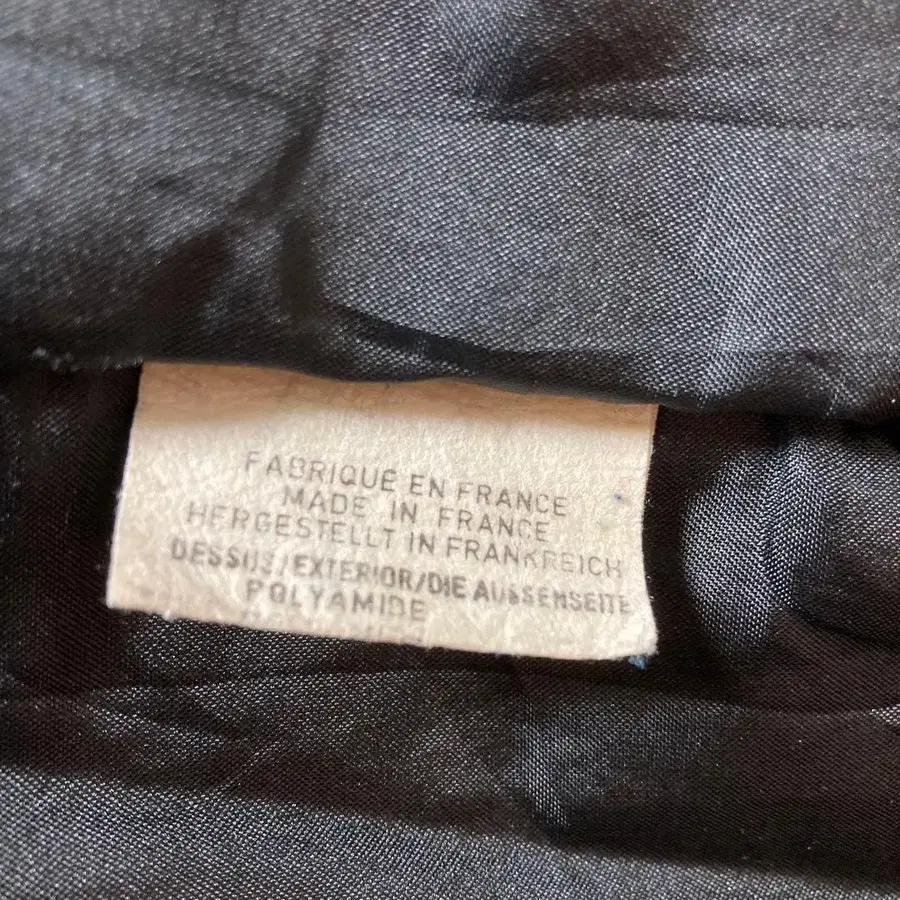 FABRIQUE EN FRANCE
MADE IN FRANCE
HERGESTELLT IN FRANKREICH
DESSUS/EXTERIOR/DIE AUSSENSEITE
POLYAMIDE